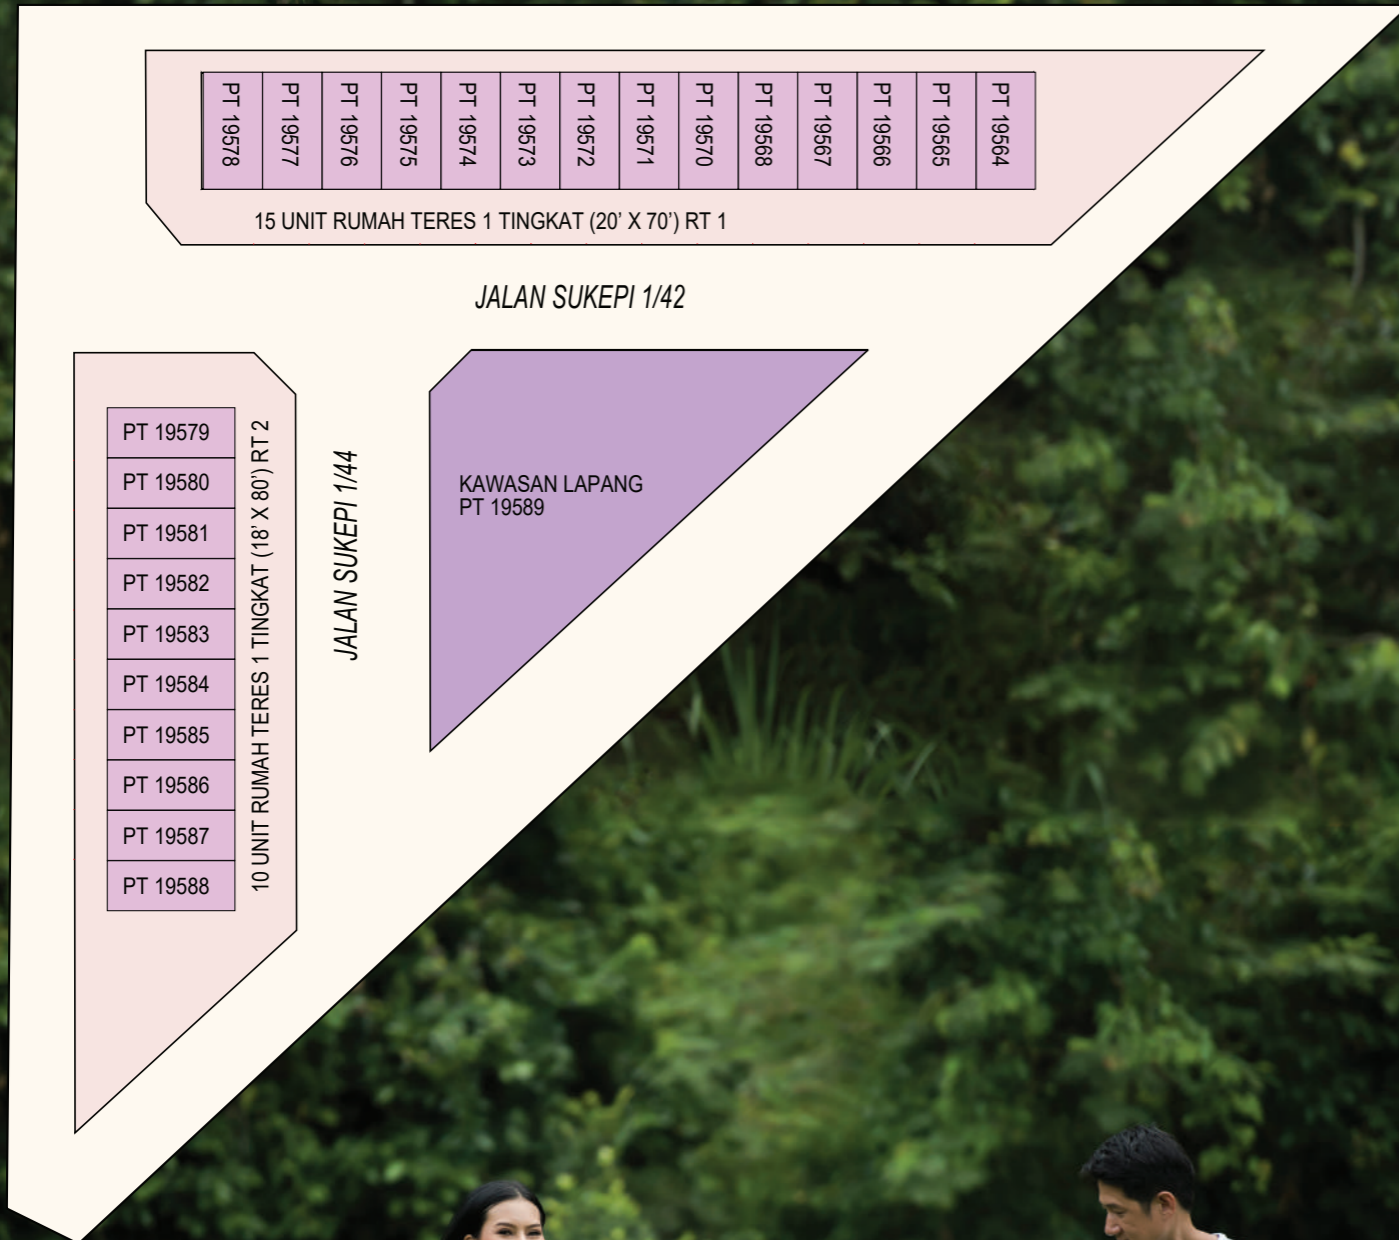 PT 19578
PT 19577
PT 19576
PT 19575
PT 19574
PT 19573
PT 19572
PT 19571
PT 19570
PT 19568
PT 19567
PT 19566
PT 19565
PT 19564
15 UNIT RUMAH TERES 1 TINGKAT (20' X 70') RT 1
JALAN SUKEPI 1/42
PT 19579
PT 19580
PT 19581
PT 19582
PT 19583
PT 19584
PT 19585
PT 19586
PT 19587
PT 19588
10 UNIT RUMAH TERES 1 TINGKAT (18' X 80') RT 2
JALAN SUKEPI 1/44
KAWASAN LAPANG
PT 19589